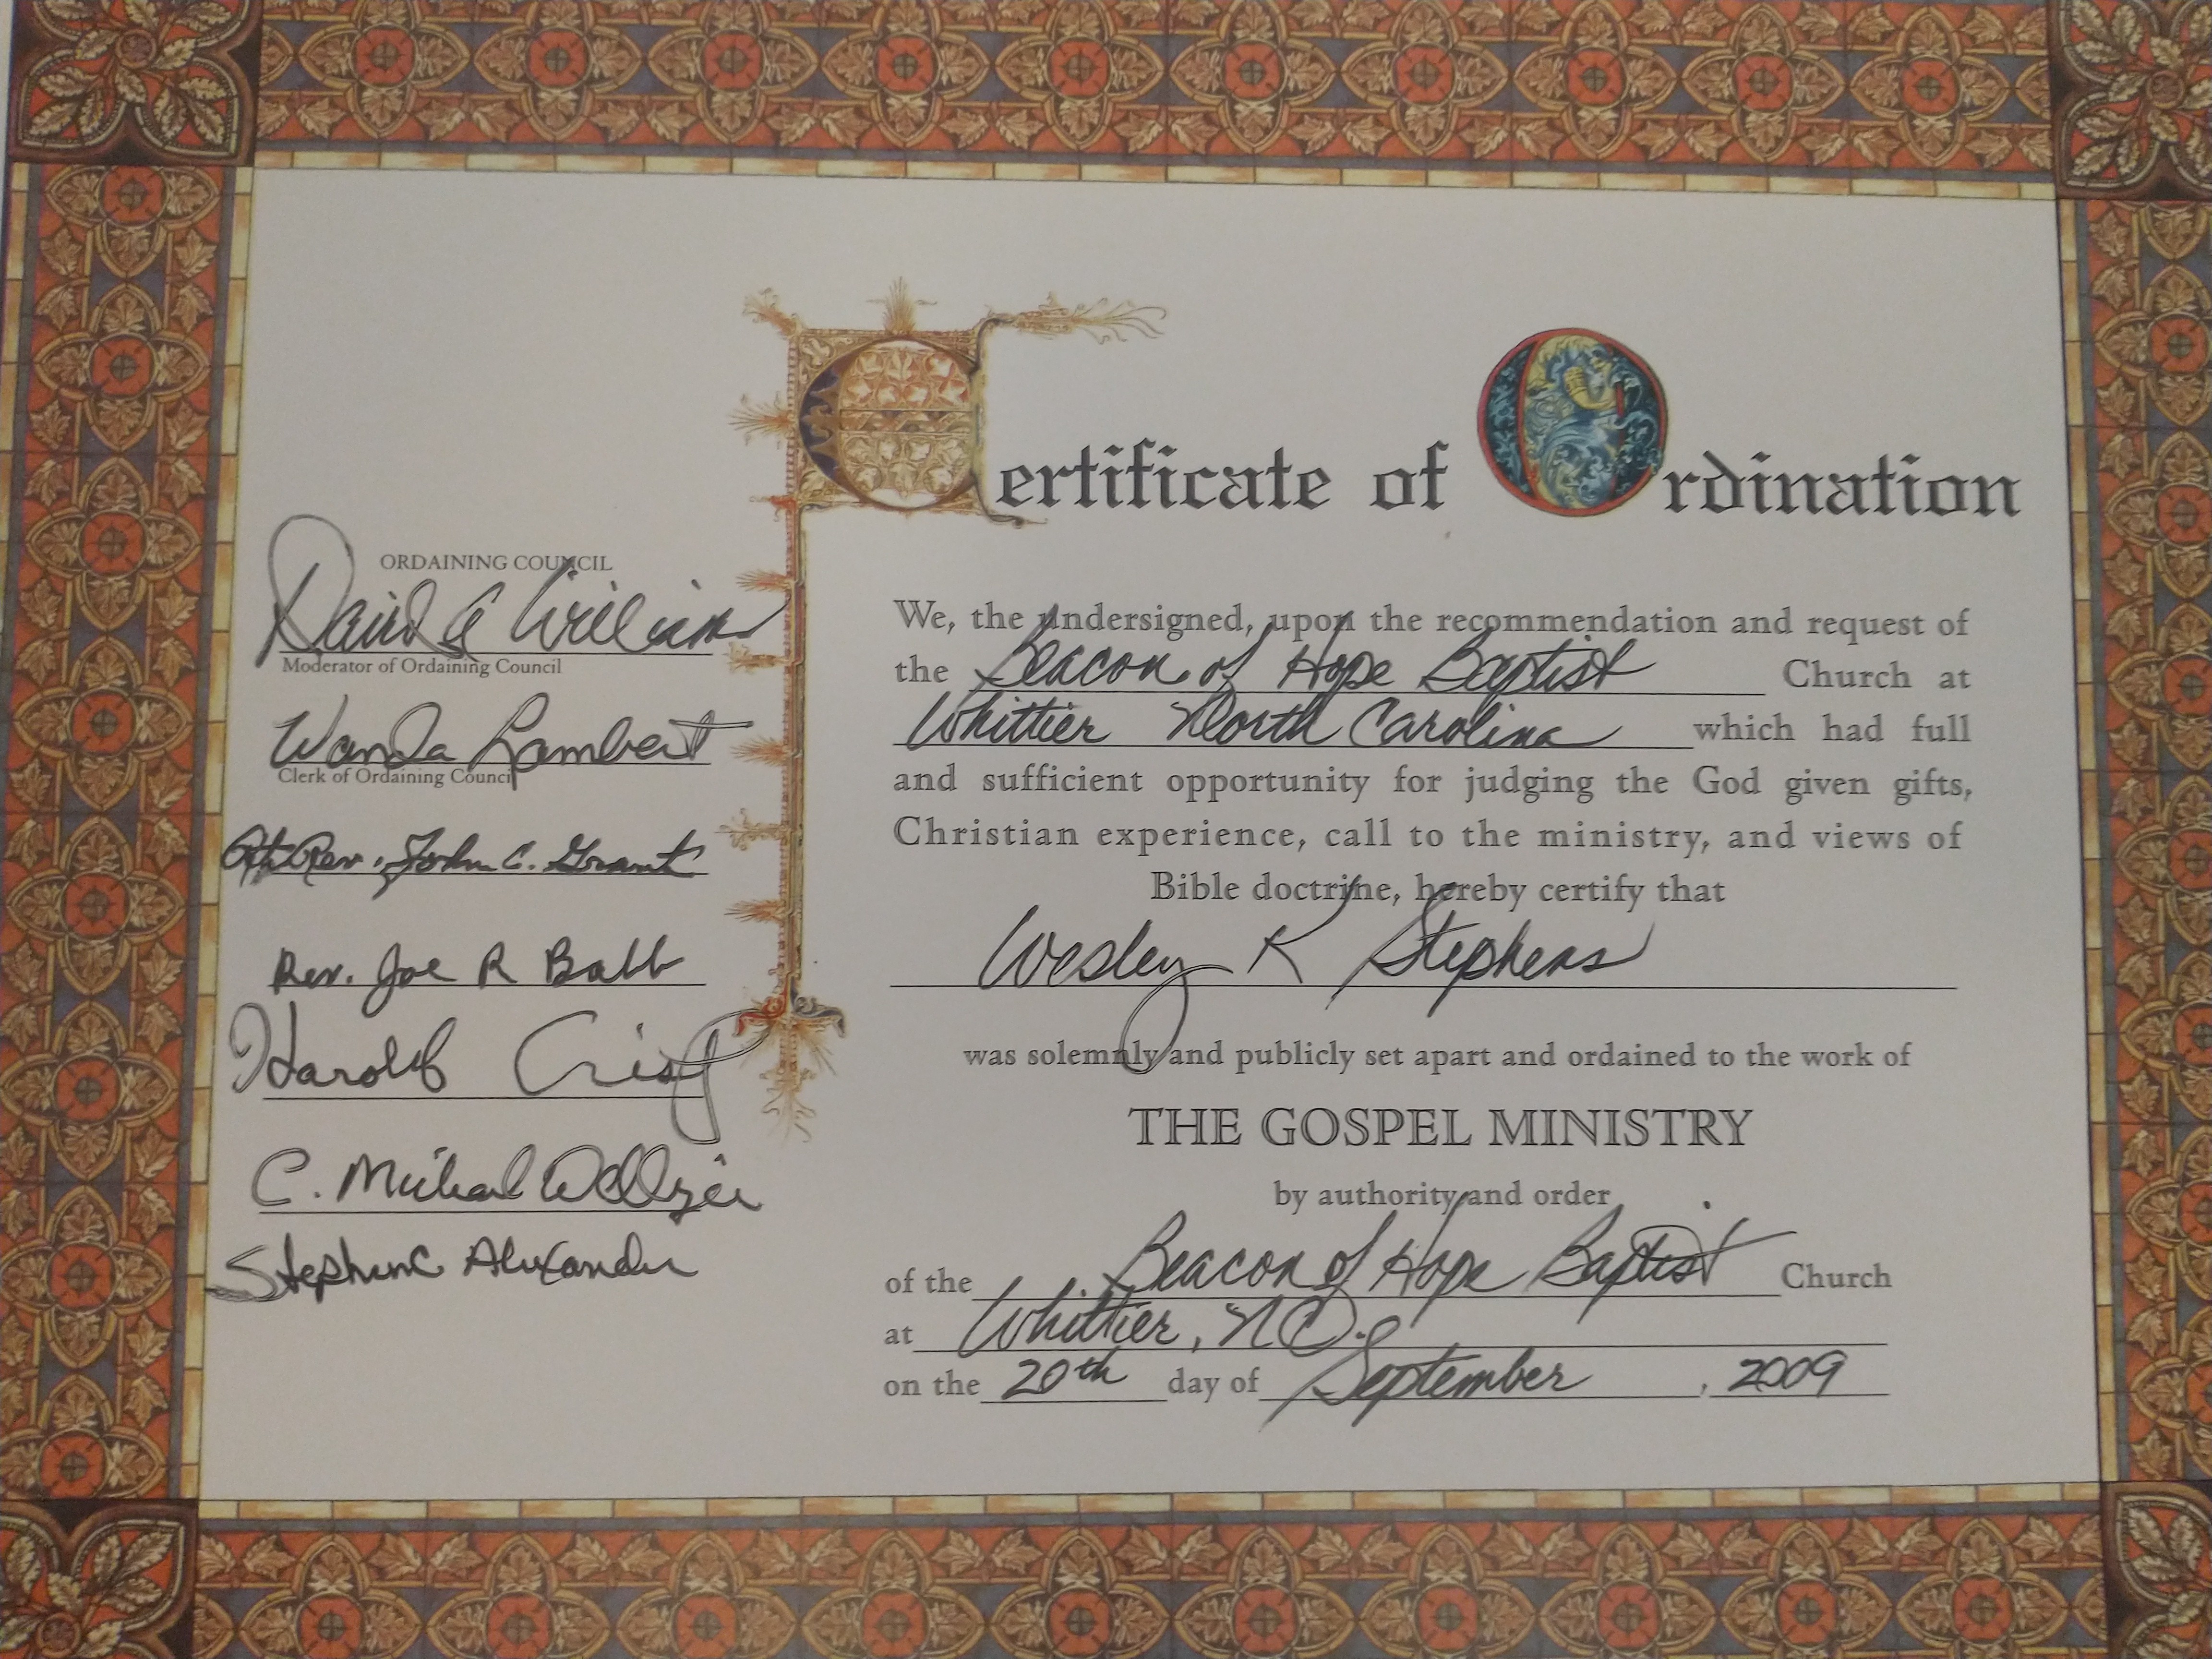 Certificate of Ordination
ORDAINING COUNCIL
David C Williams
Moderator of Ordaining Council
Wanda Lambert
Clerk of Ordaining Council
Rev. John C. Grant
Rev. Joe R Babb
Harold Crisp
C. Michael
Stephen C Alexander
We, the undersigned, upon the recommendation and request of
the Beacon of Hope Baptist Church at
Whittier North Carolina which had full
and sufficient opportunity for judging the God given gifts,
Christian experience, call to the ministry, and views of
Bible doctrine, hereby certify that
Wesley K Stephens
was solemnly and publicly set apart and ordained to the work of
THE GOSPEL MINISTRY
by authority and order
of the Beacon of Hope Baptist Church
at Whittier, NC.
on the 20th day of September, 2009